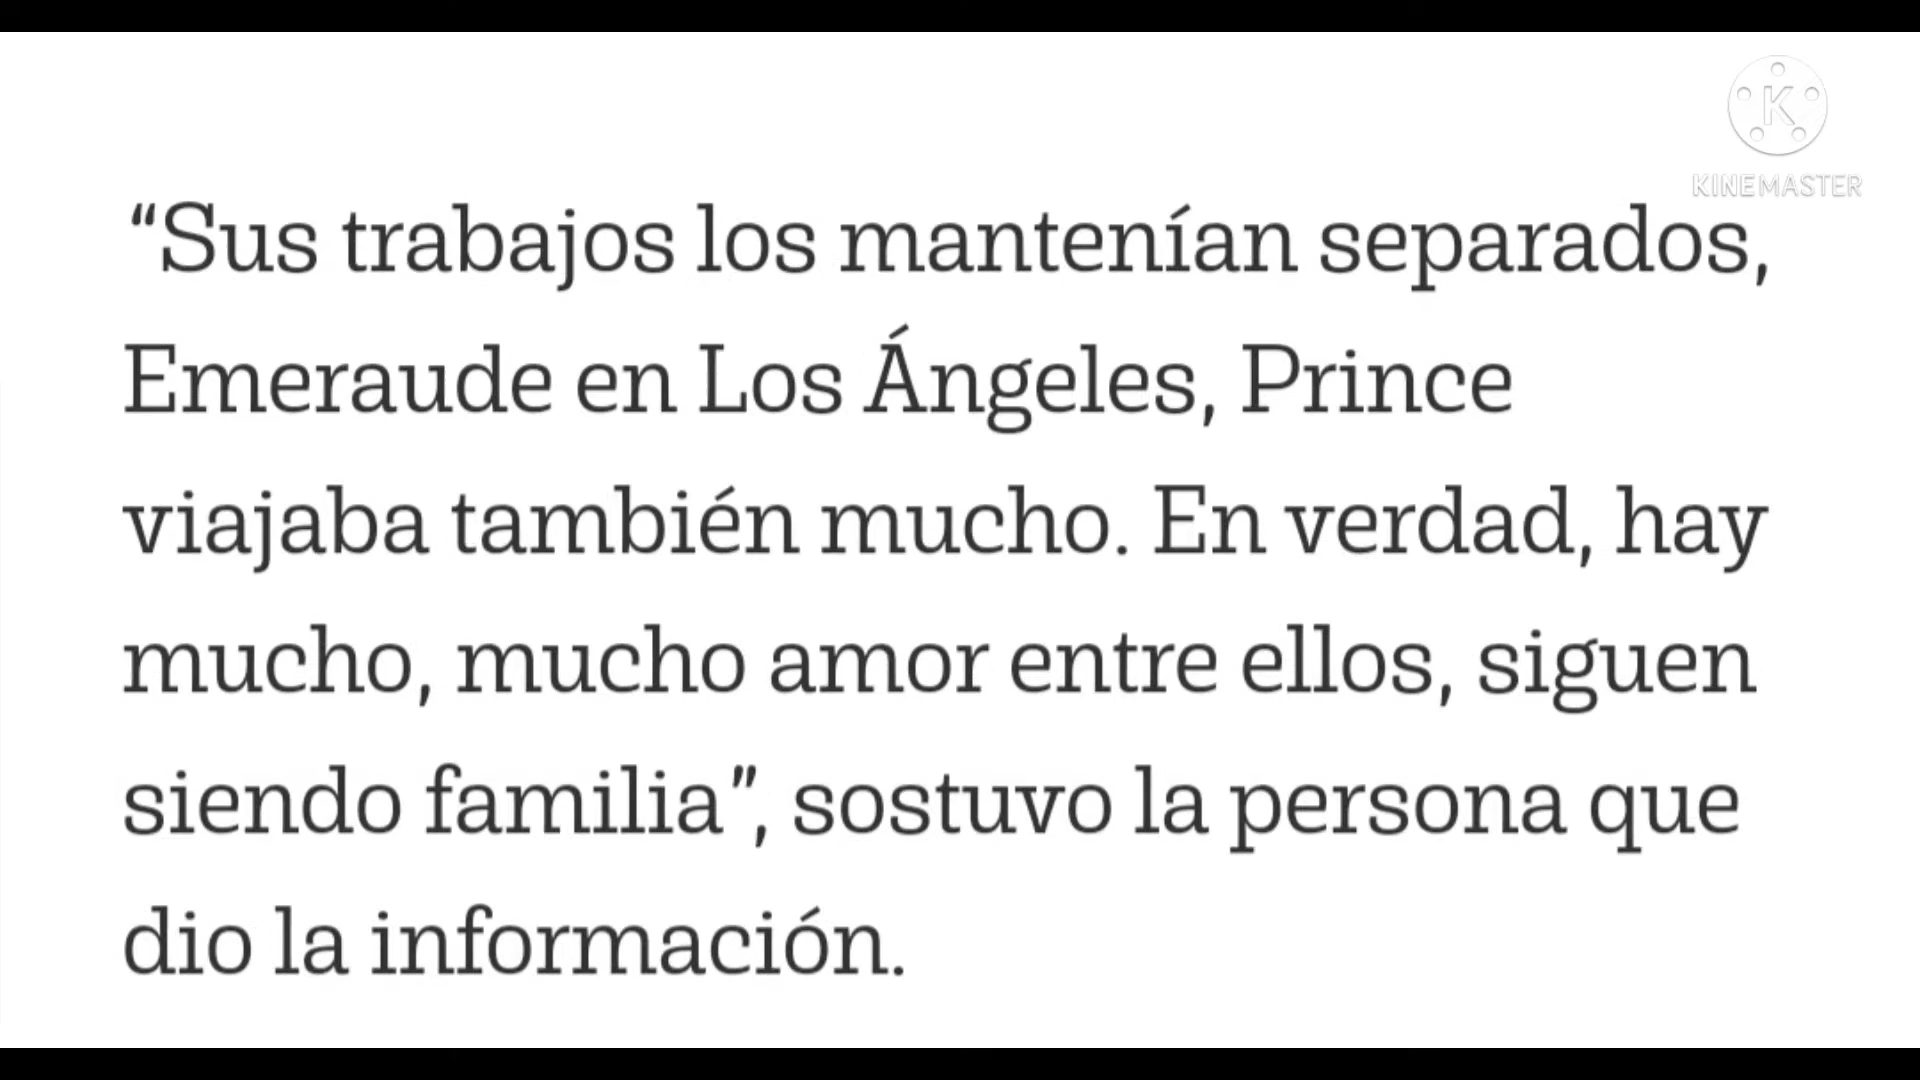 KINEMASTER
“Sus trabajos los mantenían separados,
Emeraude en Los Ángeles, Prince
viajaba también mucho. En verdad, hay
mucho, mucho amor entre ellos, siguen
siendo familia”, sostuvo la persona que
dio la información.